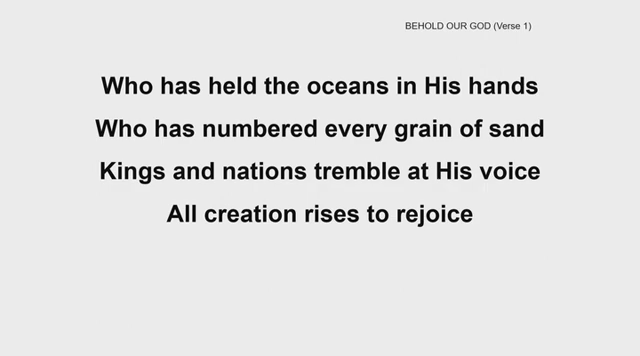 BEHOLD OUR GOD (Verse 1)
Who has held the oceans in His hands
Who has numbered every grain of sand
Kings and nations tremble at His voice
All creation rises to rejoice